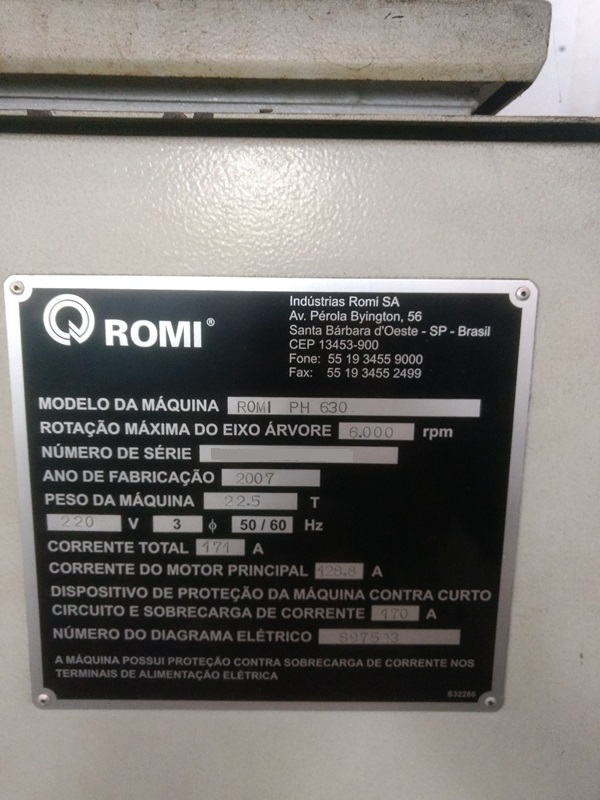 ROMI®
Indústrias Romi SA
Av. Pérola Byington, 56
Santa Bárbara d'Oeste - SP - Brasil
CEP 13453-900
Fone: 55 19 3455 9000
Fax: 55 19 3455 2499
MODELO DA MÁQUINA ROMI PH 630
ROTAÇÃO MÁXIMA DO EIXO ÁRVORE 6.000 rpm
NÚMERO DE SÉRIE
ANO DE FABRICAÇÃO 2007
PESO DA MÁQUINA 22.5 T
220 V 3 ϕ 50 / 60 Hz
CORRENTE TOTAL 171 A
CORRENTE DO MOTOR PRINCIPAL 128.8 A
DISPOSITIVO DE PROTEÇÃO DA MÁQUINA CONTRA CURTO
CIRCUITO E SOBRECARGA DE CORRENTE 170 A
NÚMERO DO DIAGRAMA ELÉTRICO
A MÁQUINA POSSUI PROTEÇÃO CONTRA SOBRECARGA DE CORRENTE NOS
TERMINAIS DE ALIMENTAÇÃO ELÉTRICA